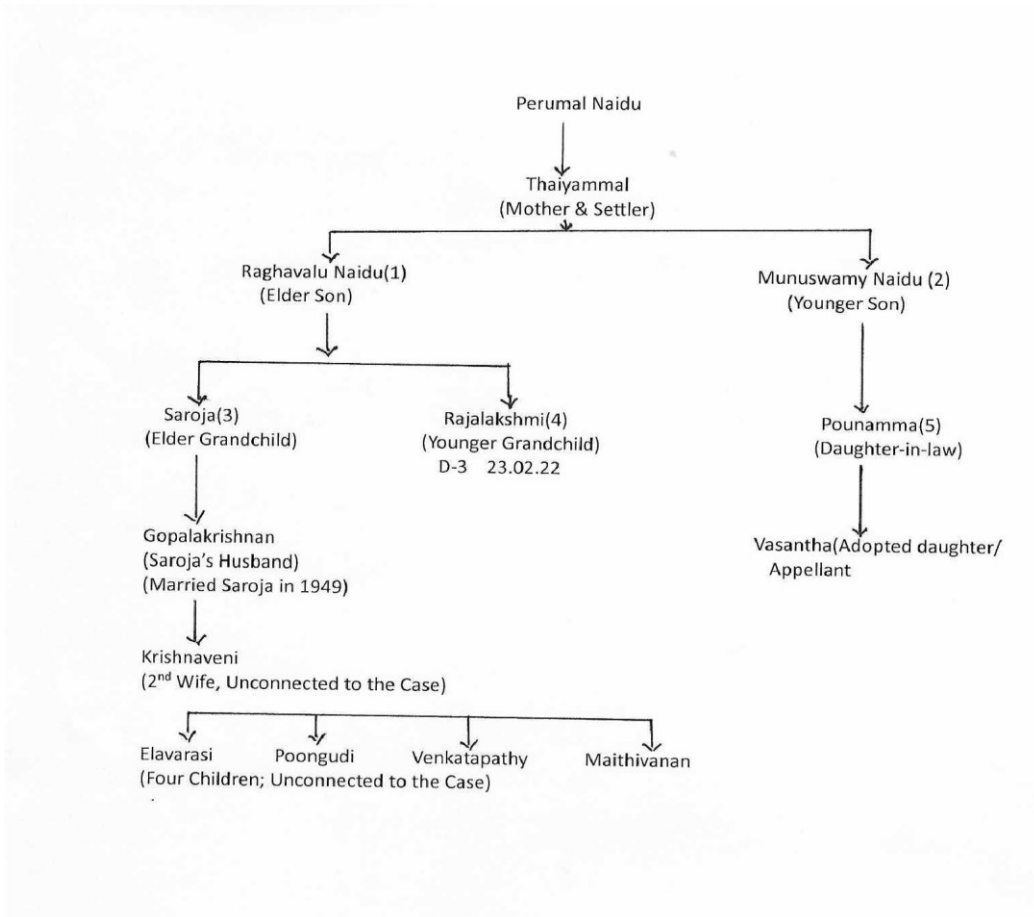 Perumal Naidu
Thaiyammal
(Mother & Settler)
Raghavalu Naidu(1)
(Elder Son)
Munuswamy Naidu (2)
(Younger Son)
Saroja(3)
(Elder Grandchild)
Rajalakshmi(4)
(Younger Grandchild)
D-3 23.02.22
Pounamma(5)
(Daughter-in-law)
Gopalakrishnan
(Saroja's Husband)
(Married Saroja in 1949)
Vasantha(Adopted daughter/
Appellant
Krishnaveni
(2nd Wife, Unconnected to the Case)
Elavarasi Poongudi Venkatapathy Maithivanan
(Four Children; Unconnected to the Case)